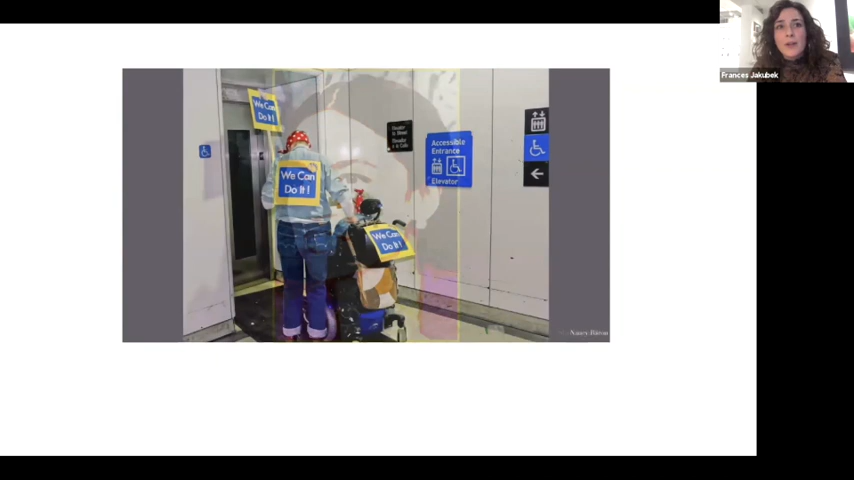 Frances Jakubek
We Can
Do It!
We Can
Do It!
We Can
Do It!
Accessible
Entrance
Elevator